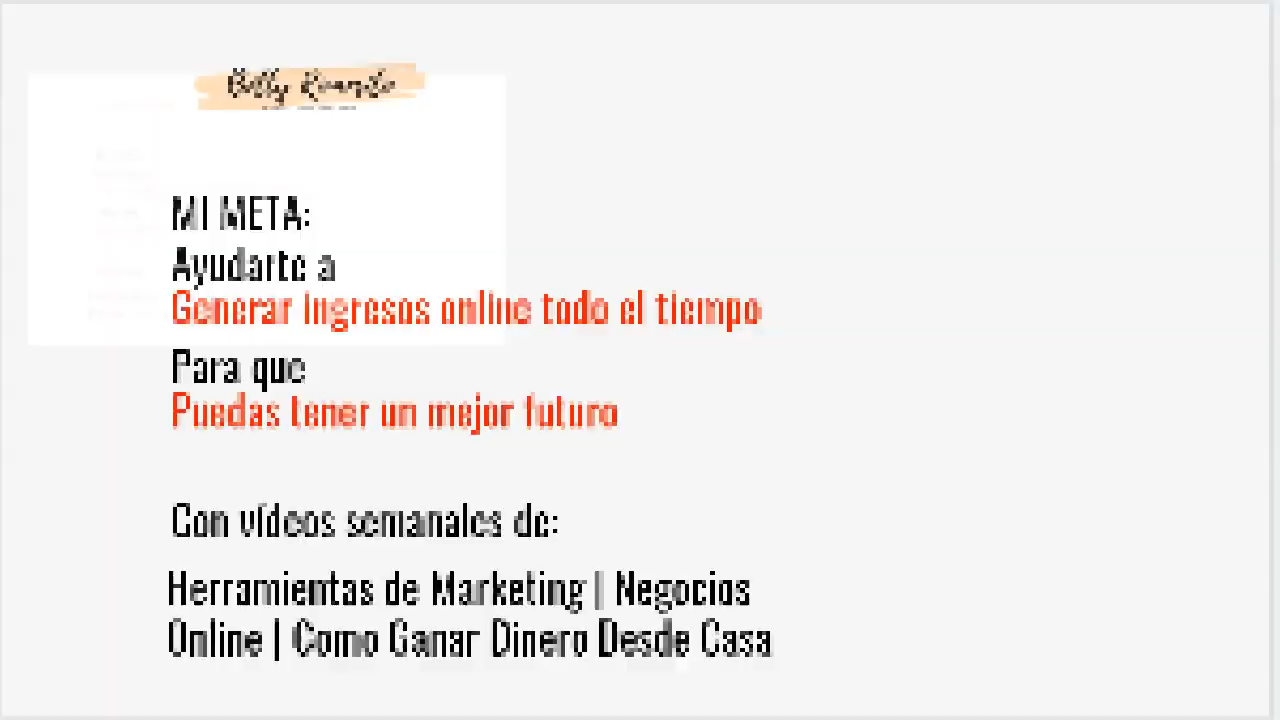 MI META:
Ayudarte a
Generar ingresos online todo el tiempo
Para que
Puedas tener un mejor futuro
Con vídeos semanales de:
Herramientas de Marketing | Negocios
Online | Como Ganar Dinero Desde Casa